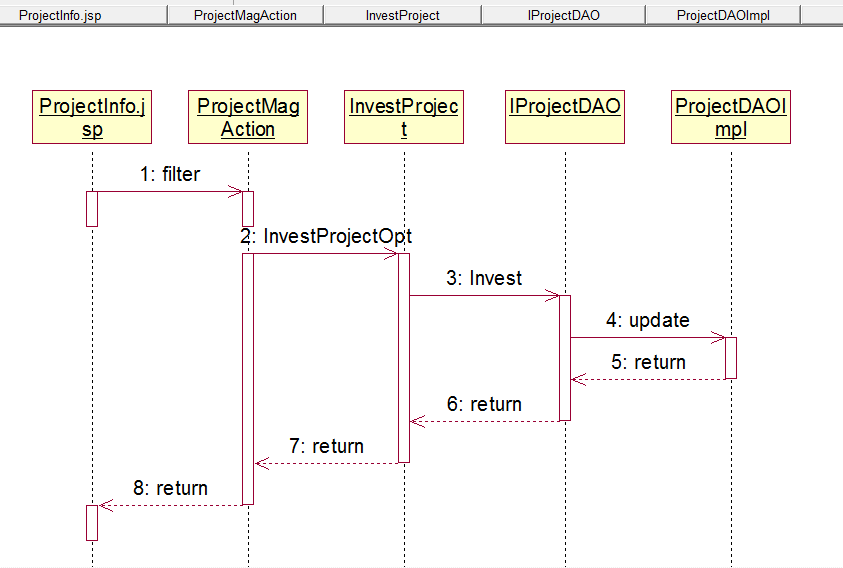 ProjectInfo.jsp ProjectMagAction InvestProject IProjectDAO ProjectDAOImpl
ProjectInfo.j
sp
ProjectMag
Action
InvestProjec
t
IProjectDAO
ProjectDAOI
mpl
1: filter
2: InvestProjectOpt
3: Invest
4: update
5: return
6: return
7: return
8: return